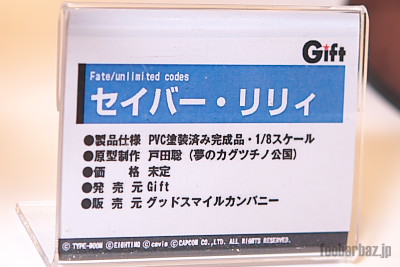 Gift
Fate/unlimited codes
セイバー・リリィ
●製品仕様 PVC塗装済み完成品・1/8スケール
●原型制作 戸田聡（夢のカグツチノ公国）
●価　　格 未定
●発 売 元 Gift
●販 売 元 グッドスマイルカンパニー
©TYPE-MOON ©EIGHTING ©cavia ©CAPCOM CO.,LTD. ALL RIGHTS RESERVED.
foobarbaz.jp